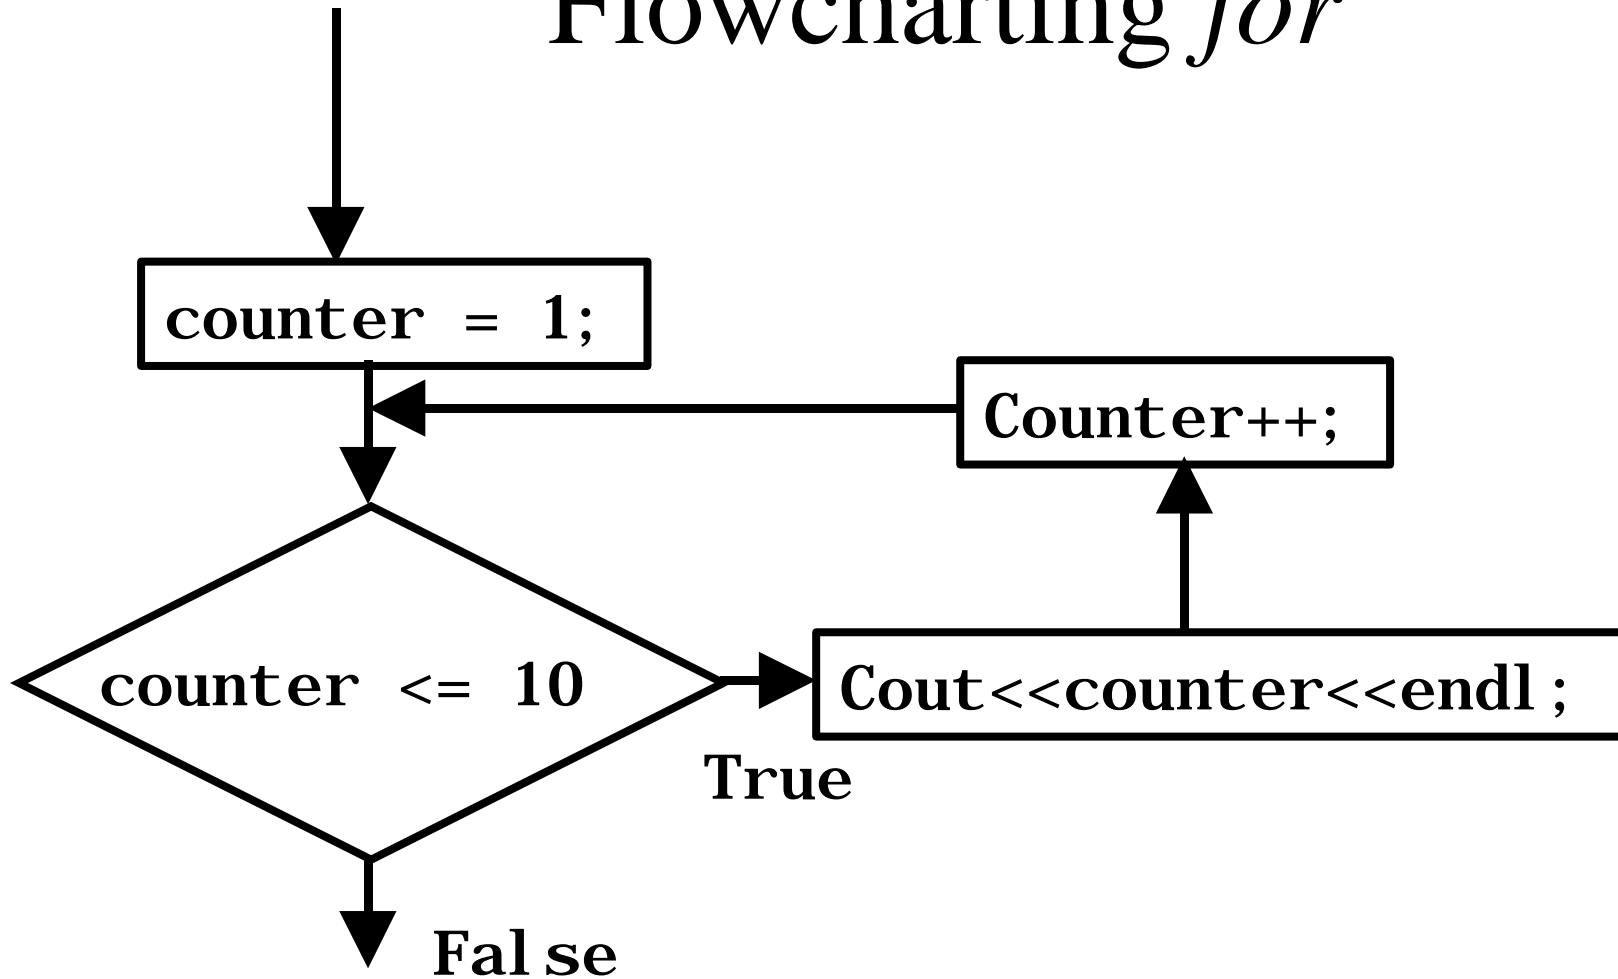 Flowcharting for
counter = 1;
Counter++;
counter <= 10
Cout<<counter<<endl;
True
False